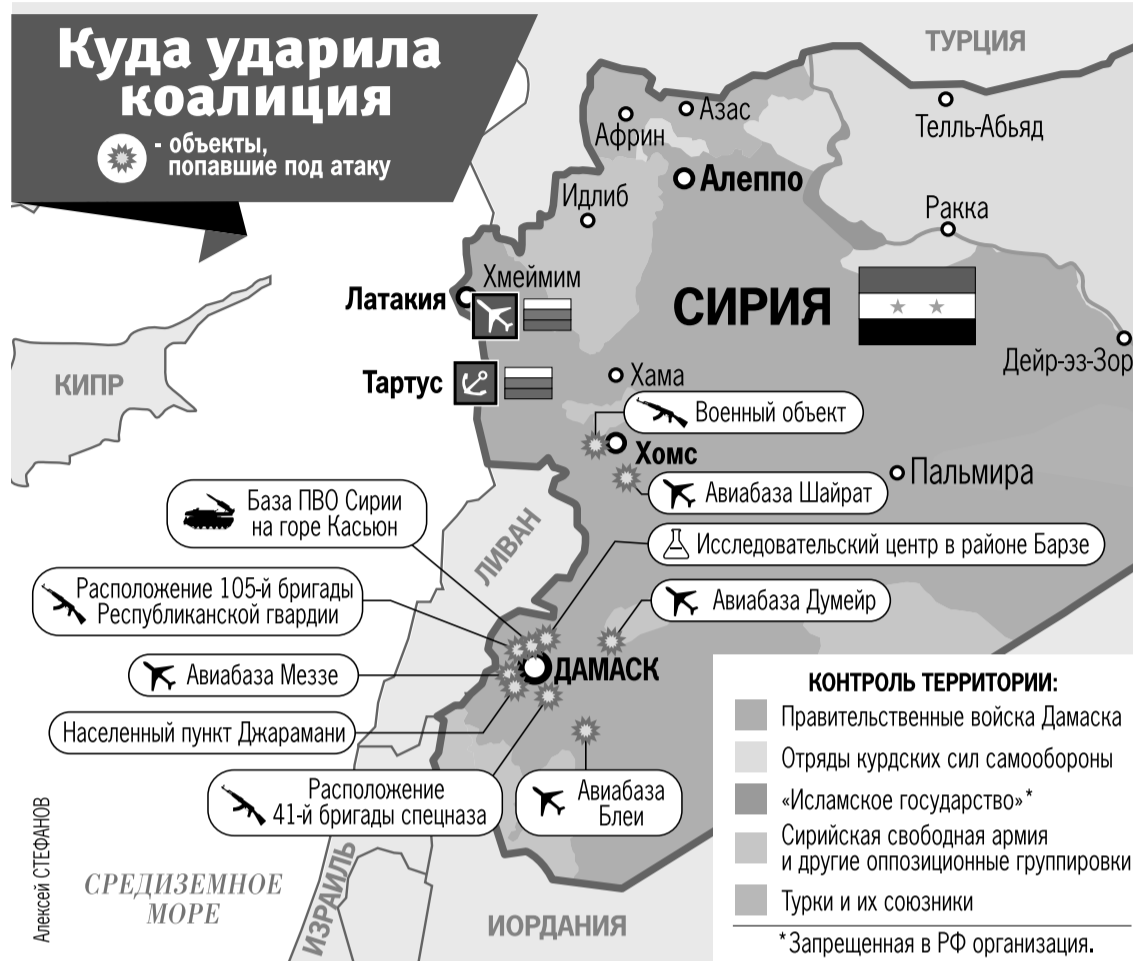 Куда ударила
коалиция
- объекты,
попавшие под атаку
ТУРЦИЯ
Азас
Африн
Телль-Абьяд
Алеппо
Идлиб
Ракка
Хмеймим
Латакия
СИРИЯ
Дейр-эз-Зор
КИПР
Тартус
Хама
Военный объект
Хомс
Пальмира
Авиабаза Шайрат
База ПВО Сирии
на горе Касьюн
ЛИВАН
Исследовательский центр в районе Барзе
Расположение 105-й бригады
Республиканской гвардии
Авиабаза Думейр
Авиабаза Меззе
ДАМАСК
Населенный пункт Джарамани
Расположение
41-й бригады спецназа
Авиабаза
Блеи
КОНТРОЛЬ ТЕРРИТОРИИ:
Правительственные войска Дамаска
Отряды курдских сил самообороны
«Исламское государство»*
Сирийская свободная армия
и другие оппозиционные группировки
Турки и их союзники
*Запрещенная в РФ организация.
Алексей СТЕФАНОВ
СРЕДИЗЕМНОЕ
МОРЕ
ИЗРАИЛЬ
ИОРДАНИЯ